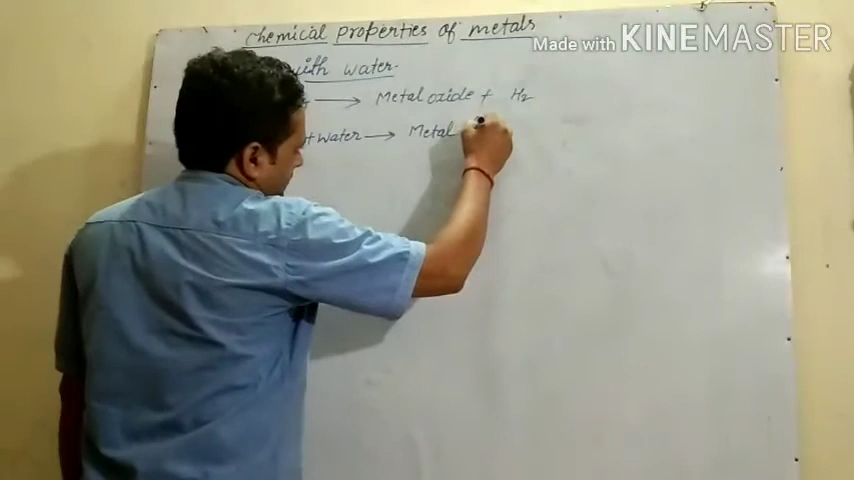 chemical properties of metals
Made with KINEMASTER
with water-
→ Metal oxide + H2
+ water → Metal